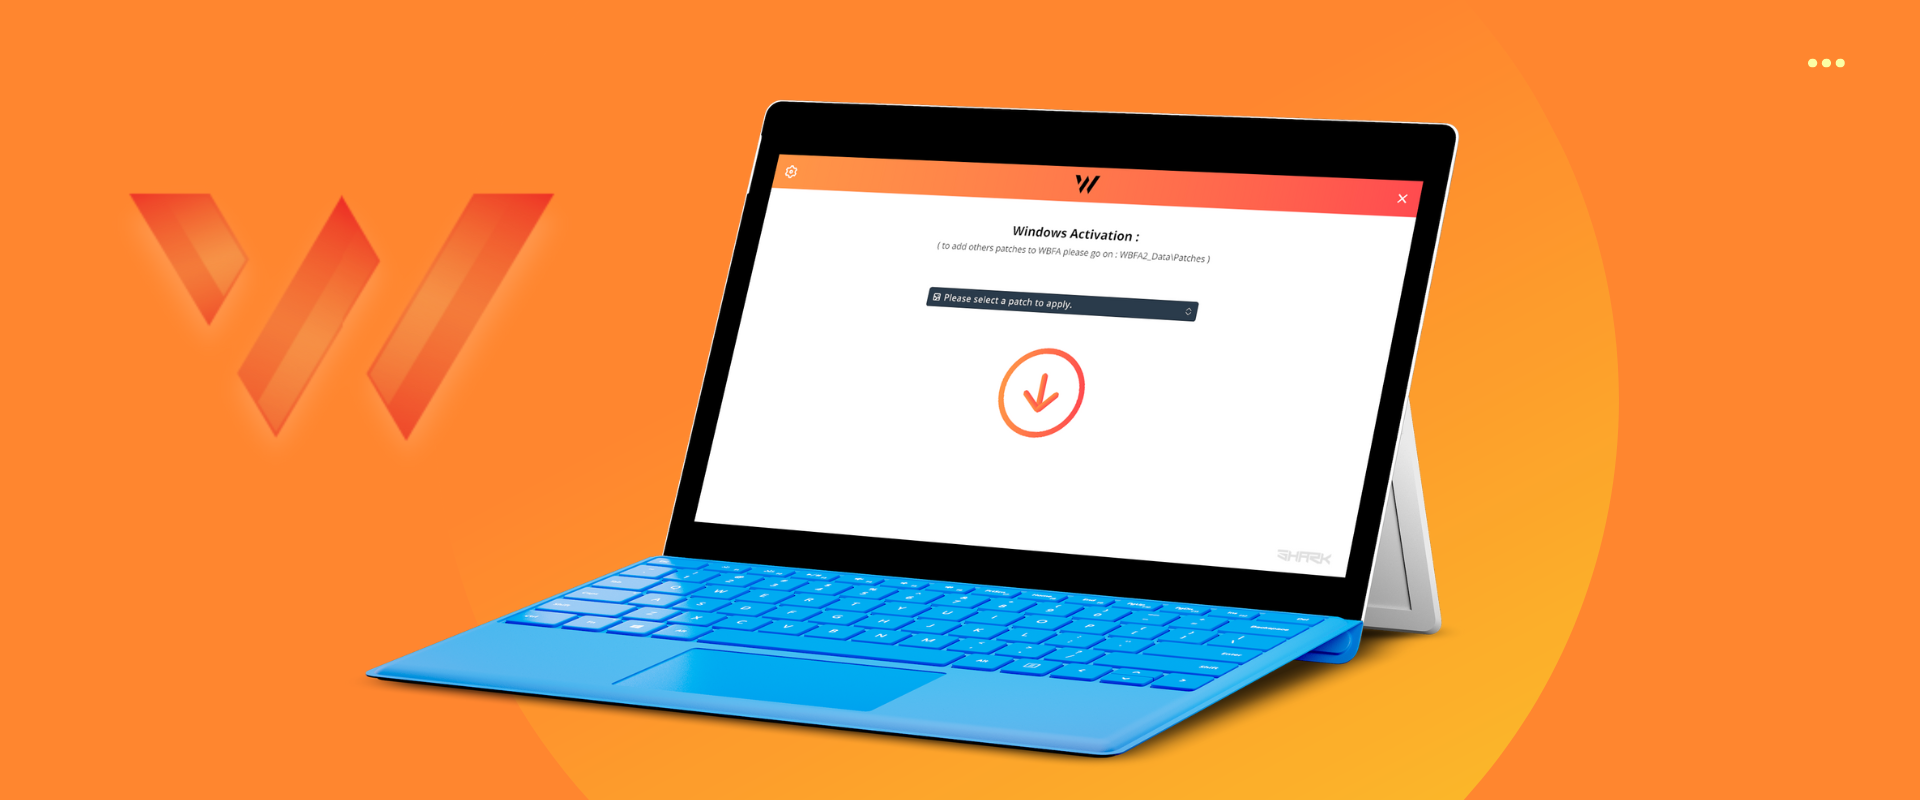 Windows Activation :
( to add others patches to WBFA please go on : WBFA2_Data\Patches )
Please select a patch to apply.
SHARK